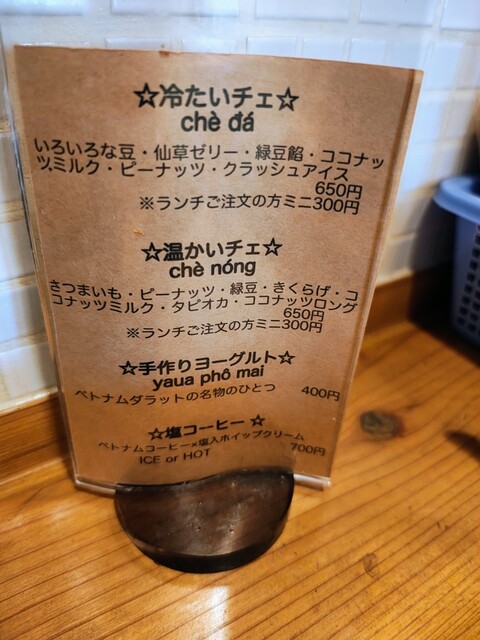 ☆冷たいチェ☆
chè đá
いろいろな豆・仙草ゼリー・緑豆餡・ココナッ
ツミルク・ピーナッツ・クラッシュアイス
650円
※ランチご注文の方ミニ300円
☆温かいチェ☆
chè nóng
さつまいも・ピーナッツ・緑豆・きくらげ・コ
コナッツミルク・タピオカ・ココナッツロング
650円
※ランチご注文の方ミニ300円
☆手作りヨーグルト☆
yaua phô mai
ベトナムダラットの名物のひとつ 400円
☆塩コーヒー ☆
ベトナムコーヒー×塩入ホイップクリーム
ICE or HOT 700円